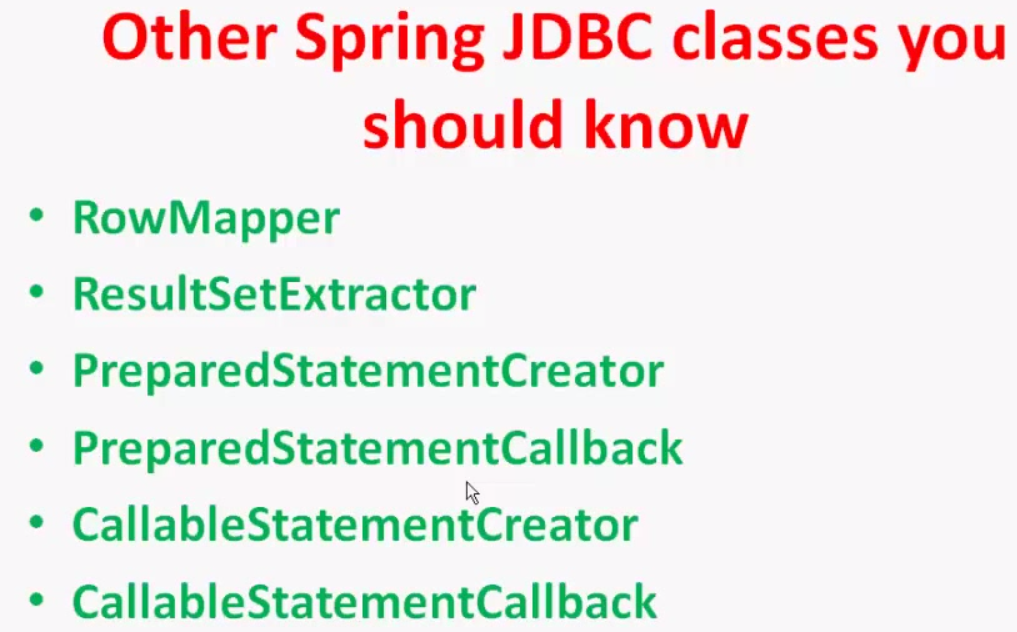 Other Spring JDBC classes you
should know
• RowMapper
• ResultSetExtractor
• PreparedStatementCreator
• PreparedStatementCallback
• CallableStatementCreator
• CallableStatementCallback